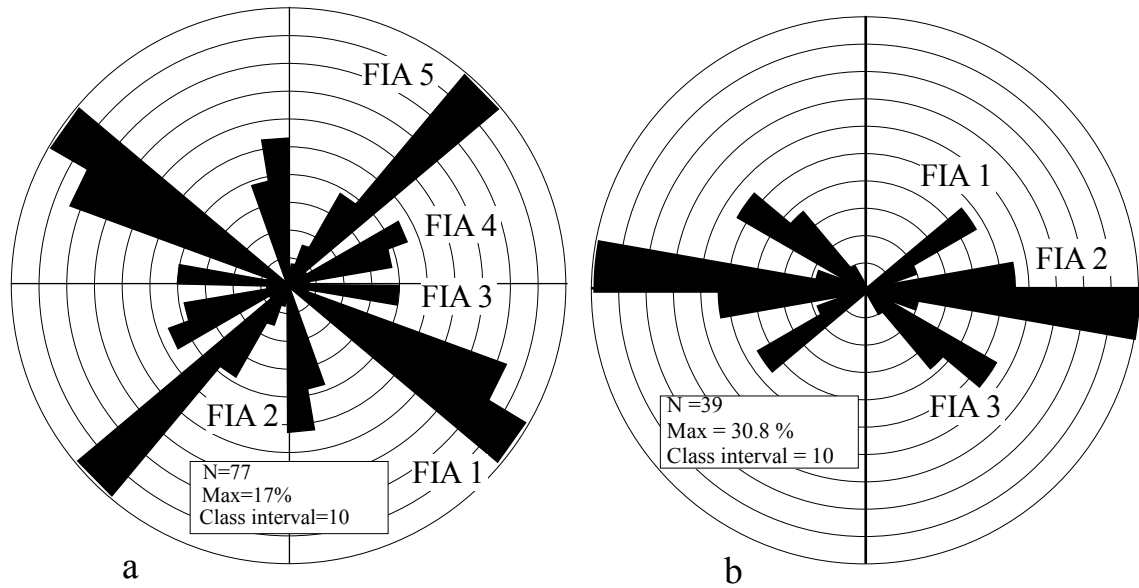 FIA 5
FIA 4
FIA 3
FIA 2
FIA 1
N=77
Max=17%
Class interval=10
a
FIA 1
FIA 2
FIA 3
N =39
Max = 30.8 %
Class interval = 10
b